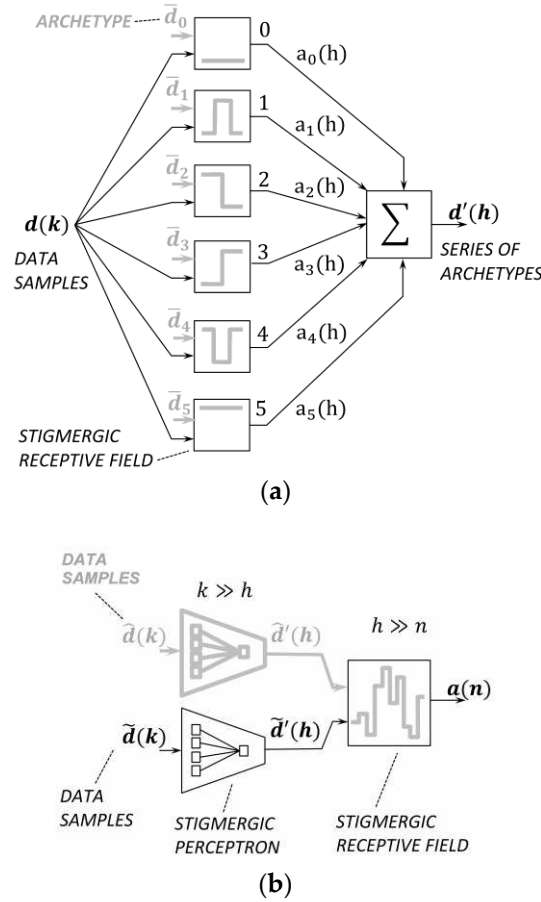 ARCHETYPE
d̅₀
0
a₀(h)
d̅₁
1
a₁(h)
d̅₂
2
a₂(h)
d(k)
DATA
SAMPLES
∑
d′(h)
SERIES OF
ARCHETYPES
d̅₃
3
a₃(h)
d̅₄
4
a₄(h)
d̅₅
5
a₅(h)
STIGMERGIC
RECEPTIVE FIELD
(a)
DATA
SAMPLES
k ≫ h
d̂(k)
d̂′(h)
h ≫ n
a(n)
d̃(k)
d̃′(h)
DATA
SAMPLES
STIGMERGIC
PERCEPTRON
STIGMERGIC
RECEPTIVE FIELD
(b)